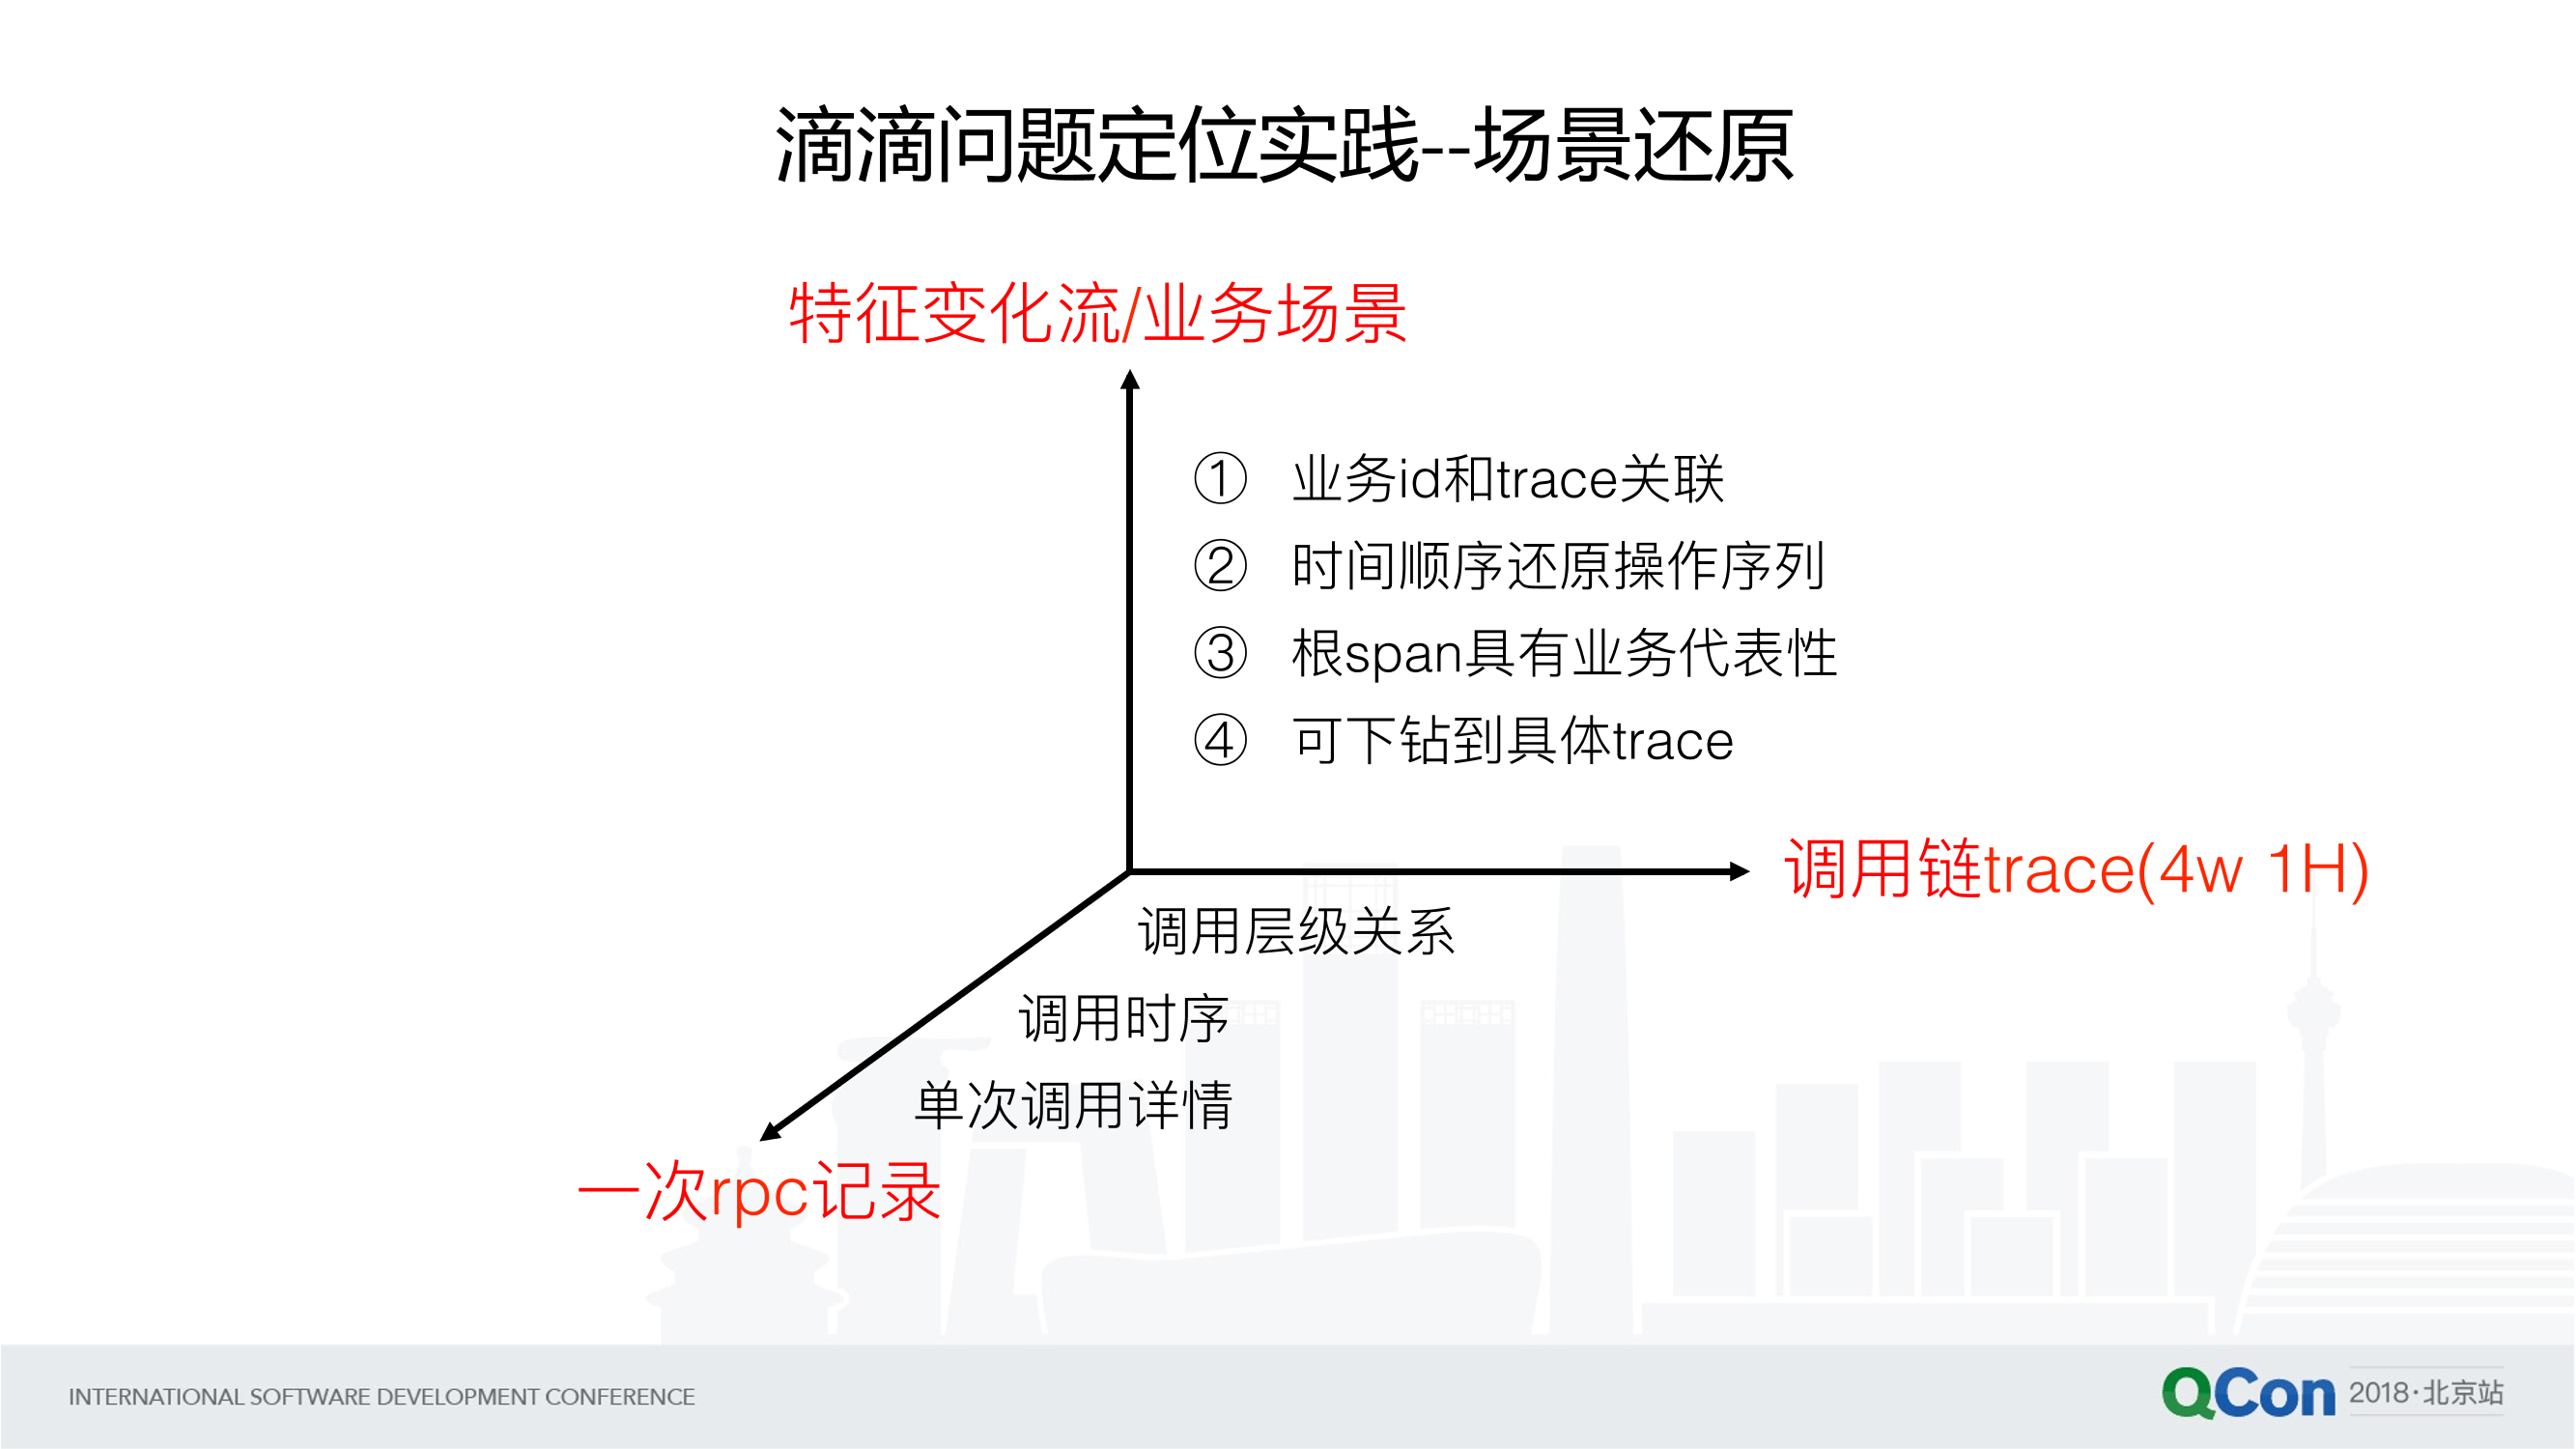 滴滴问题定位实践--场景还原
特征变化流/业务场景
① 业务id和trace关联
② 时间顺序还原操作序列
③ 根span具有业务代表性
④ 可下钻到具体trace
调用链trace(4w 1H)
调用层级关系
调用时序
单次调用详情
一次rpc记录
INTERNATIONAL SOFTWARE DEVELOPMENT CONFERENCE
QCon 2018·北京站